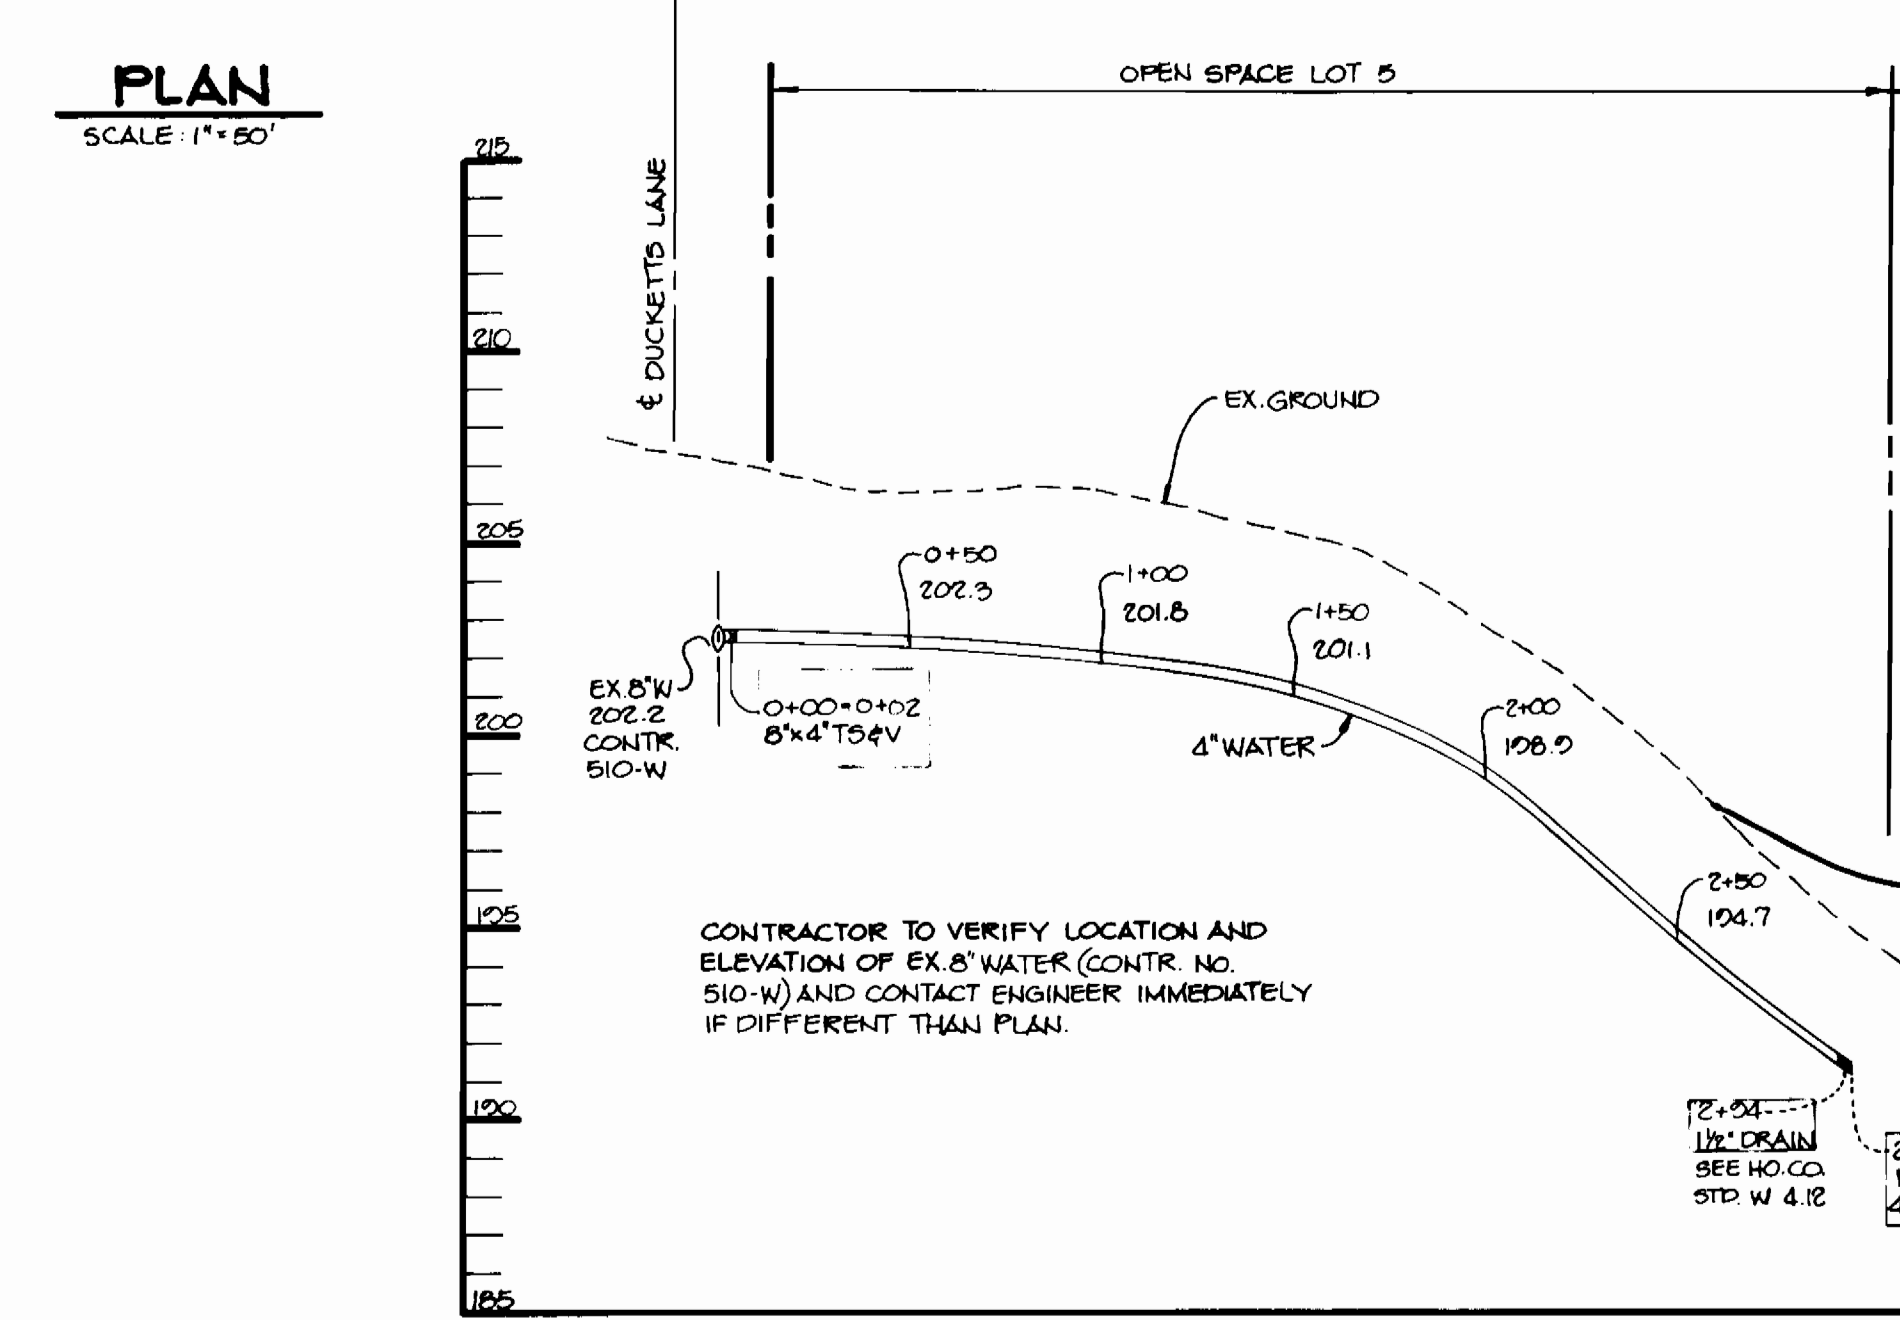 PLAN
SCALE: 1"=50'
OPEN SPACE LOT 5
℄ DUCKETTS LANE
215
210
205
200
195
190
185
EX.GROUND
0+50
202.3
1+00
201.8
1+50
201.1
2+00
198.9
2+50
194.7
EX.8"W
202.2
CONTR.
510-W
0+00=0+02
8"x4"TS&V
4"WATER
CONTRACTOR TO VERIFY LOCATION AND
ELEVATION OF EX.8" WATER (CONTR. NO.
510-W) AND CONTACT ENGINEER IMMEDIATELY
IF DIFFERENT THAN PLAN.
2+94
1½" DRAIN
SEE HO.CO.
STD. W 4.12